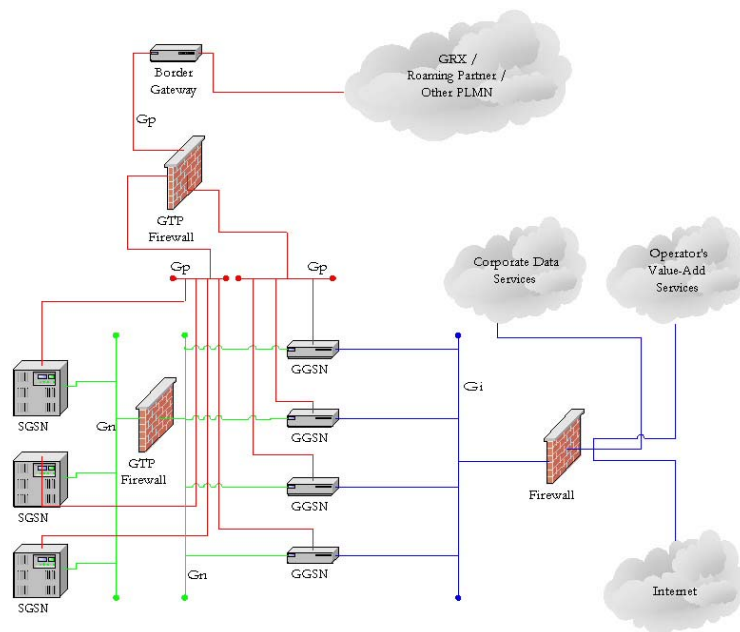 GRX /
Roaming Partner /
Other PLMN
Border
Gateway
Gp
GTP
Firewall
Gp
Gp
Corporate Data
Services
Operator's
Value-Add
Services
GGSN
Gi
SGSN
Gn
GTP
Firewall
GGSN
SGSN
GGSN
Firewall
SGSN
Gn
GGSN
Internet